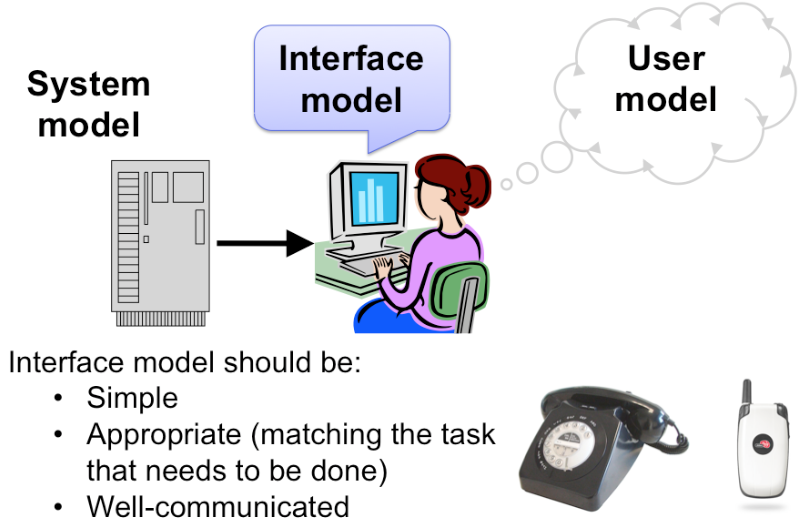 System
model
Interface
model
User
model
Interface model should be:
• Simple
• Appropriate (matching the task
that needs to be done)
• Well-communicated